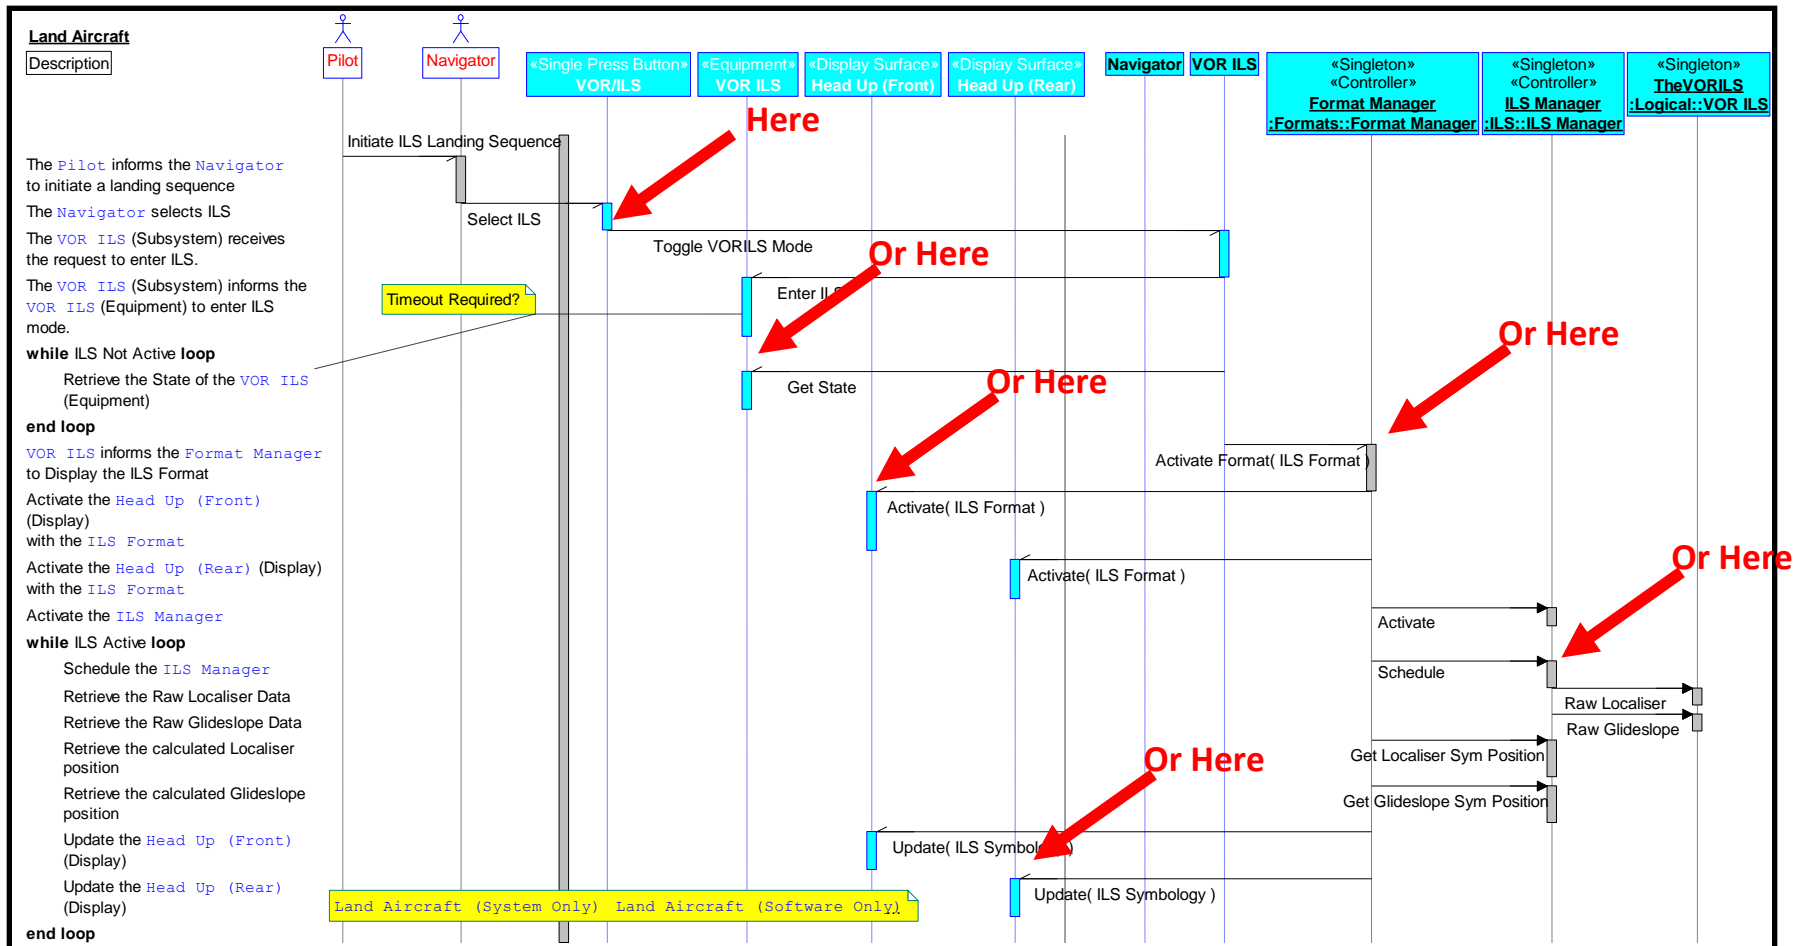 Land Aircraft
Description
Pilot
Navigator
«Single Press Button»
VOR/ILS
«Equipment»
VOR ILS
«Display Surface»
Head Up (Front)
«Display Surface»
Head Up (Rear)
Navigator
VOR ILS
«Singleton»
«Controller»
Format Manager
:Formats::Format Manager
«Singleton»
«Controller»
ILS Manager
:ILS::ILS Manager
«Singleton»
TheVORILS
:Logical::VOR ILS
Here
Initiate ILS Landing Sequence
The Pilot informs the Navigator
to initiate a landing sequence
The Navigator selects ILS
Select ILS
The VOR ILS (Subsystem) receives
the request to enter ILS.
Toggle VORILS Mode
Or Here
The VOR ILS (Subsystem) informs the
VOR ILS (Equipment) to enter ILS
mode.
Enter ILS
Timeout Required?
Or Here
while ILS Not Active loop
Retrieve the State of the VOR ILS
(Equipment)
Get State
Or Here
end loop
VOR ILS informs the Format Manager
to Display the ILS Format
Activate Format( ILS Format )
Activate the Head Up (Front)
(Display)
with the ILS Format
Activate( ILS Format )
Or Here
Activate the Head Up (Rear) (Display)
with the ILS Format
Activate( ILS Format )
Activate the ILS Manager
Activate
while ILS Active loop
Schedule the ILS Manager
Schedule
Retrieve the Raw Localiser Data
Raw Localiser
Retrieve the Raw Glideslope Data
Raw Glideslope
Retrieve the calculated Localiser
position
Get Localiser Sym Position
Or Here
Retrieve the calculated Glideslope
position
Get Glideslope Sym Position
Update the Head Up (Front)
(Display)
Update( ILS Symbology )
Update the Head Up (Rear)
(Display)
Update( ILS Symbology )
Land Aircraft (System Only) Land Aircraft (Software Only)
end loop